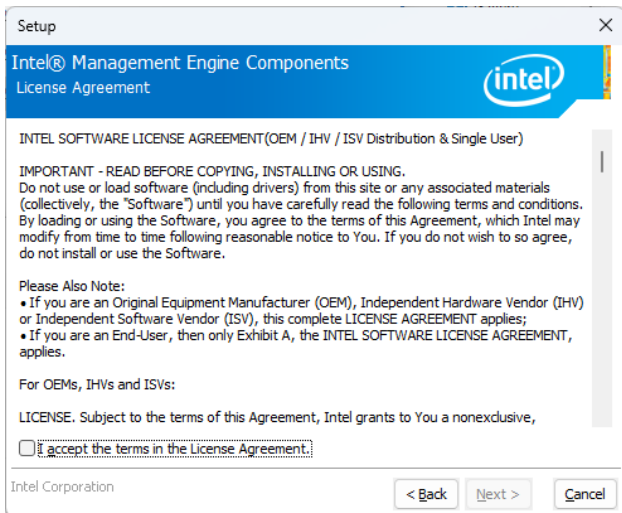 Setup
Intel® Management Engine Components
License Agreement
intel
INTEL SOFTWARE LICENSE AGREEMENT(OEM / IHV / ISV Distribution & Single User)
IMPORTANT - READ BEFORE COPYING, INSTALLING OR USING.
Do not use or load software (including drivers) from this site or any associated materials
(collectively, the "Software") until you have carefully read the following terms and conditions.
By loading or using the Software, you agree to the terms of this Agreement, which Intel may
modify from time to time following reasonable notice to You. If you do not wish to so agree,
do not install or use the Software.
Please Also Note:
• If you are an Original Equipment Manufacturer (OEM), Independent Hardware Vendor (IHV)
or Independent Software Vendor (ISV), this complete LICENSE AGREEMENT applies;
• If you are an End-User, then only Exhibit A, the INTEL SOFTWARE LICENSE AGREEMENT,
applies.
For OEMs, IHVs and ISVs:
LICENSE. Subject to the terms of this Agreement, Intel grants to You a nonexclusive,
I accept the terms in the License Agreement.
Intel Corporation
< Back Next > Cancel